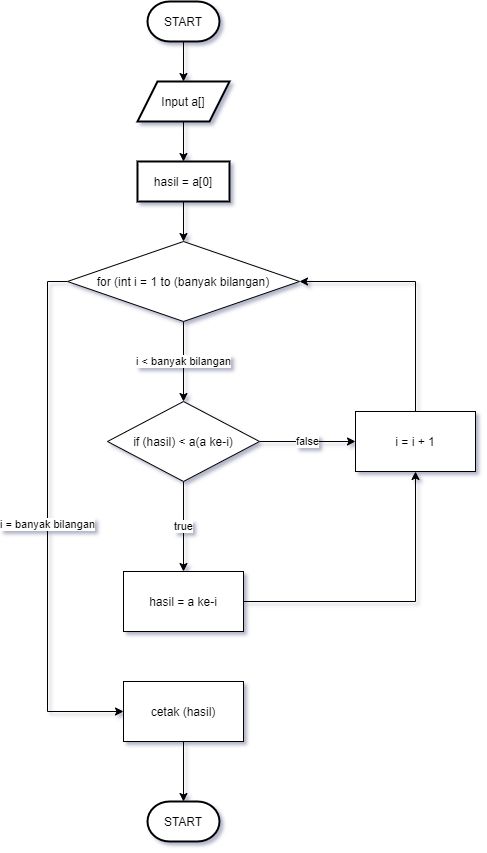 START
Input a[]
hasil = a[0]
for (int i = 1 to (banyak bilangan)
i < banyak bilangan
if (hasil) < a(a ke-i)
false
i = i + 1
i = banyak bilangan
true
hasil = a ke-i
cetak (hasil)
START